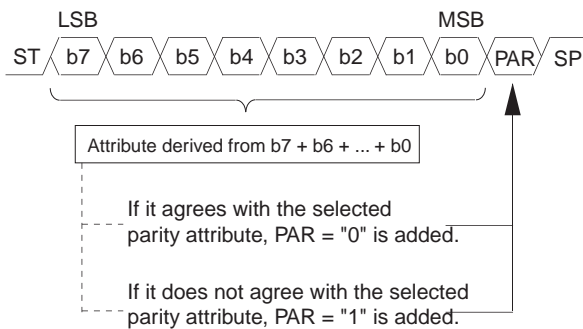 LSB MSB
ST b7 b6 b5 b4 b3 b2 b1 b0 PAR SP
Attribute derived from b7 + b6 + ... + b0
If it agrees with the selected
parity attribute, PAR = "0" is added.
If it does not agree with the selected
parity attribute, PAR = "1" is added.